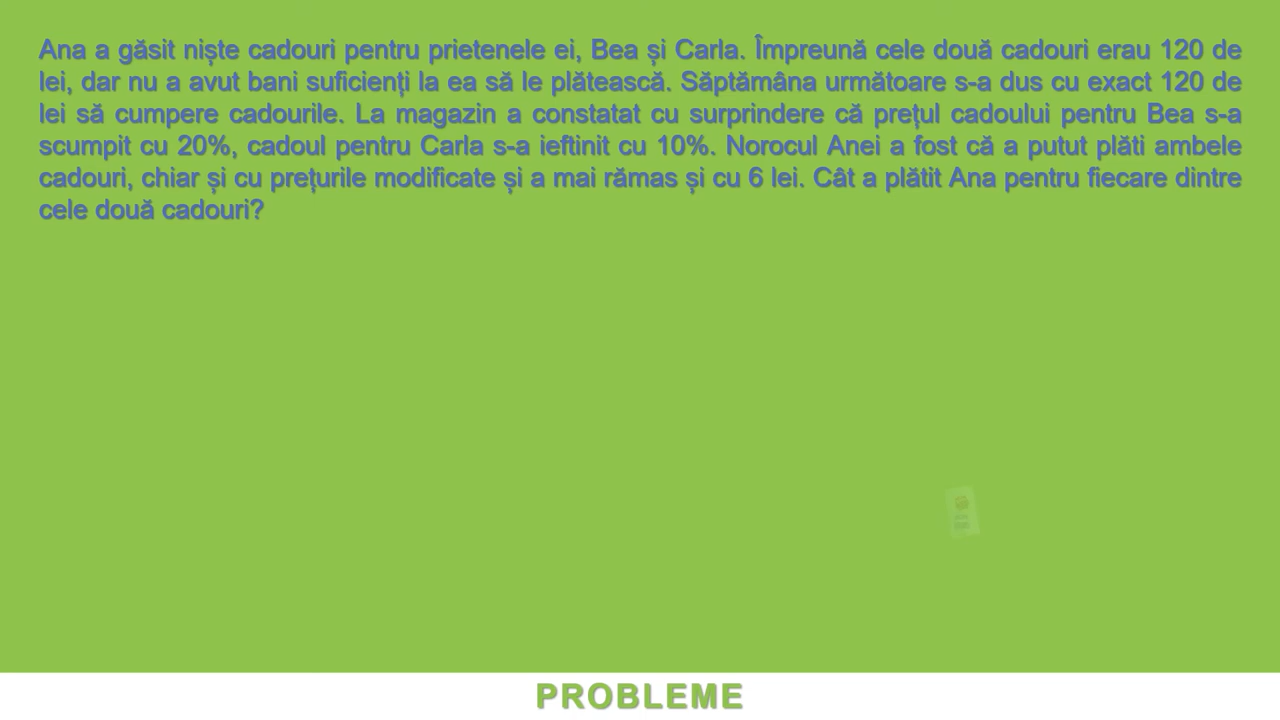 Ana a găsit niște cadouri pentru prietenele ei, Bea și Carla. Împreună cele două cadouri erau 120 de
lei, dar nu a avut bani suficienți la ea să le plătească. Săptămâna următoare s-a dus cu exact 120 de
lei să cumpere cadourile. La magazin a constatat cu surprindere că prețul cadoului pentru Bea s-a
scumpit cu 20%, cadoul pentru Carla s-a ieftinit cu 10%. Norocul Anei a fost că a putut plăti ambele
cadouri, chiar și cu prețurile modificate și a mai rămas și cu 6 lei. Cât a plătit Ana pentru fiecare dintre
cele două cadouri?
PROBLEME